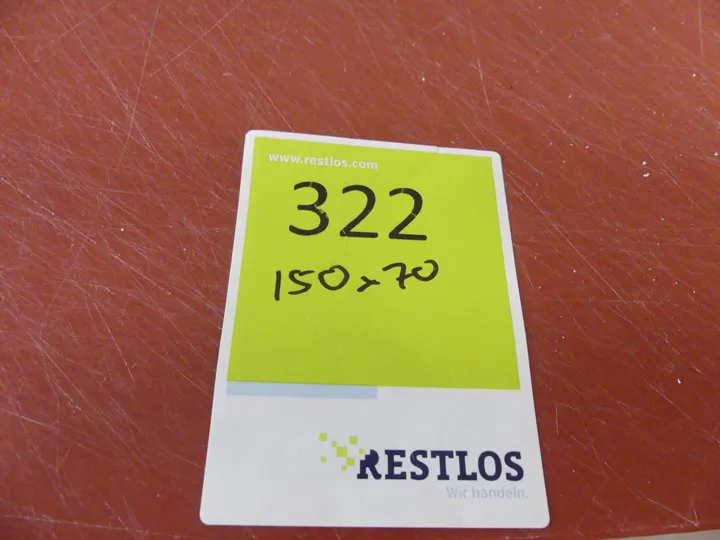 www.restlos.com
322
150x70
RESTLOS
Wir handeln.